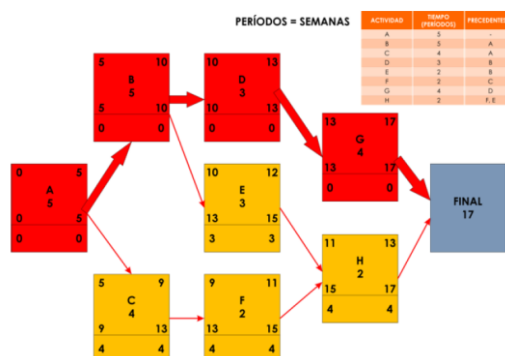 PERÍODOS = SEMANAS
ACTIVIDAD TIEMPO (PERÍODOS) PRECEDENTES
A 5 -
B 5 A
C 4 A
D 3 B
E 2 B
F 2 C
G 4 D
H 2 F, E
5 10
B
5
5 10
0 0
10 13
D
3
10 13
0 0
13 17
G
4
13 17
0 0
0 5
A
5
0 5
0 0
10 12
E
3
13 15
3 3
FINAL
17
11 13
H
2
15 17
4 4
5 9
C
4
9 13
4 4
9 11
F
2
13 15
4 4